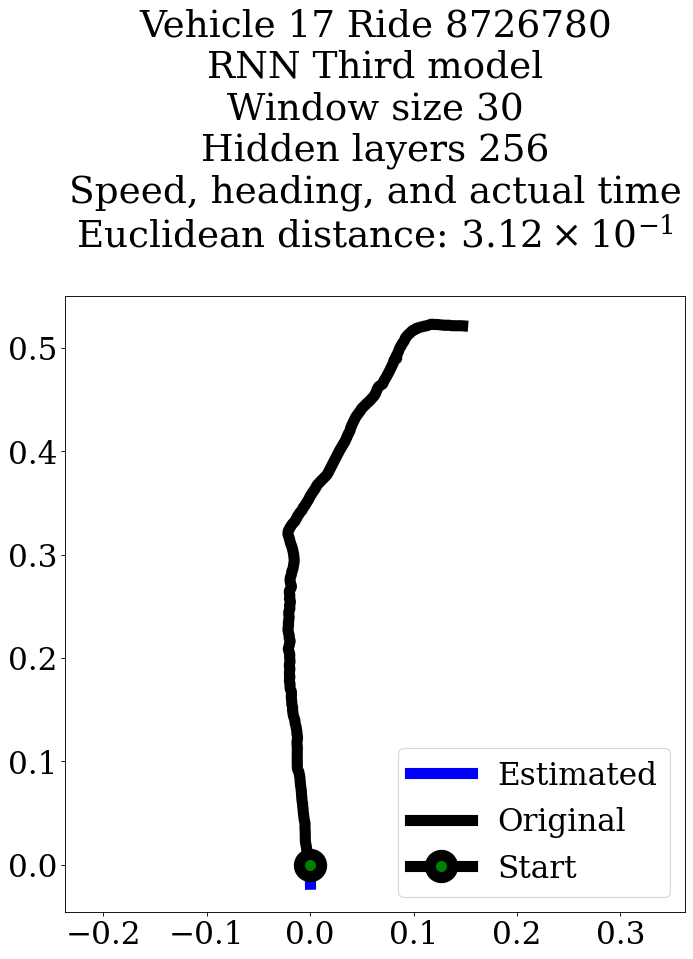 Vehicle 17 Ride 8726780
RNN Third model
Window size 30
Hidden layers 256
Speed, heading, and actual time
Euclidean distance: 3.12 × 10⁻¹
0.5
0.4
0.3
0.2
0.1
0.0
Estimated
Original
Start
−0.2 −0.1 0.0 0.1 0.2 0.3